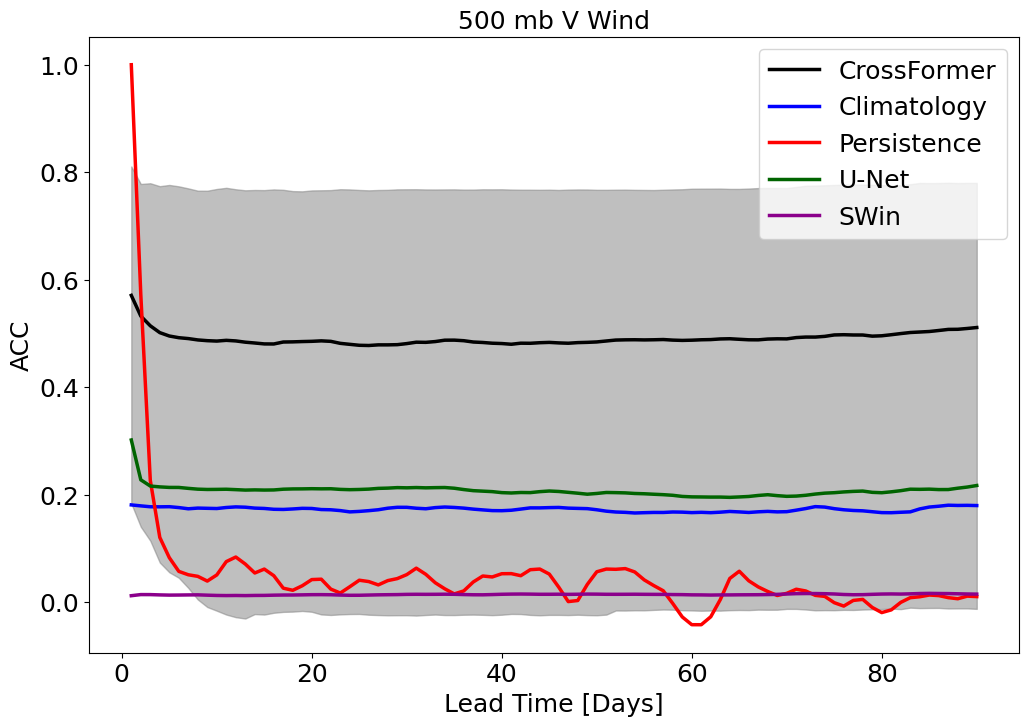 500 mb V Wind
CrossFormer
Climatology
Persistence
U-Net
SWin
ACC
1.0
0.8
0.6
0.4
0.2
0.0
0 20 40 60 80
Lead Time [Days]